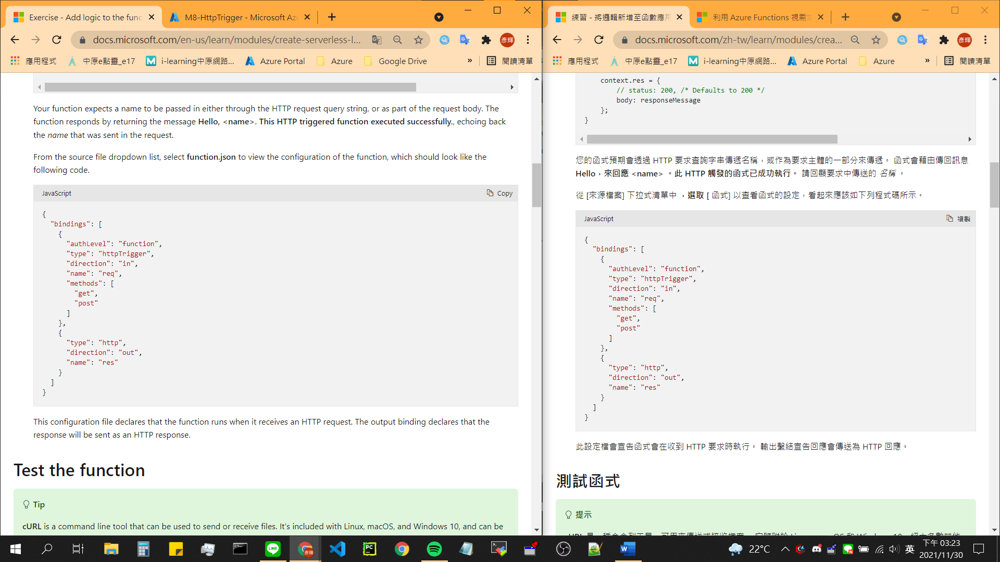 Exercise - Add logic to the func
M8-HttpTrigger - Microsoft Azu
docs.microsoft.com/en-us/learn/modules/create-serverless-l...
彥輝
應用程式
中原e點靈_e17
i-learning中原網路...
Azure Portal
Azure
Google Drive
»
閱讀清單
Your function expects a name to be passed in either through the HTTP request query string, or as part of the request body. The
function responds by returning the message Hello, <name>. This HTTP triggered function executed successfully., echoing back
the name that was sent in the request.
From the source file dropdown list, select function.json to view the configuration of the function, which should look like the
following code.
JavaScript
Copy
{
"bindings": [
{
"authLevel": "function",
"type": "httpTrigger",
"direction": "in",
"name": "req",
"methods": [
"get",
"post"
]
},
{
"type": "http",
"direction": "out",
"name": "res"
}
]
}
This configuration file declares that the function runs when it receives an HTTP request. The output binding declares that the
response will be sent as an HTTP response.
Test the function
Tip
cURL is a command line tool that can be used to send or receive files. It's included with Linux, macOS, and Windows 10, and can be
練習 - 將邏輯新增至函數應用
利用 Azure Functions 視需求
docs.microsoft.com/zh-tw/learn/modules/crea...
彥輝
應用程式
中原e點靈_e17
i-learning中原網路...
Azure Portal
Azure
»
閱讀清單
context.res = {
// status: 200, /* Defaults to 200 */
body: responseMessage
};
}
您的函式預期會透過 HTTP 要求查詢字串傳遞名稱，或作為要求主體的一部分來傳遞。 函式會藉由傳回訊息
Hello，來回應 <name> 。此 HTTP 觸發的函式已成功執行。 請回顯要求中傳送的 名稱 。
從 [來源檔案] 下拉式清單中 ，選取 [ 函式] 以查看函式的設定，看起來應該如下列程式碼所示。
JavaScript
複製
{
"bindings": [
{
"authLevel": "function",
"type": "httpTrigger",
"direction": "in",
"name": "req",
"methods": [
"get",
"post"
]
},
{
"type": "http",
"direction": "out",
"name": "res"
}
]
}
此設定檔會宣告函式會在收到 HTTP 要求時執行。 輸出繫結宣告回應會傳送為 HTTP 回應。
測試函式
提示
LINE
PC
22°C
英
下午 03:23
2021/11/30